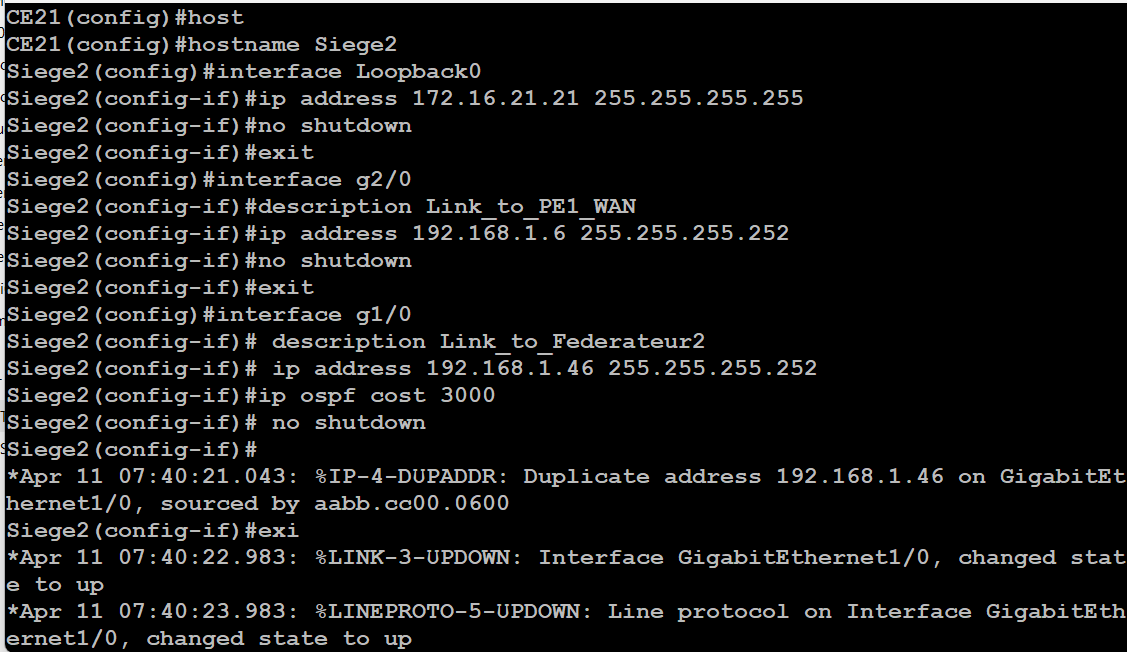 CE21(config)#host
CE21(config)#hostname Siege2
Siege2(config)#interface Loopback0
Siege2(config-if)#ip address 172.16.21.21 255.255.255.255
Siege2(config-if)#no shutdown
Siege2(config-if)#exit
Siege2(config)#interface g2/0
Siege2(config-if)#description Link_to_PE1_WAN
Siege2(config-if)#ip address 192.168.1.6 255.255.255.252
Siege2(config-if)#no shutdown
Siege2(config-if)#exit
Siege2(config)#interface g1/0
Siege2(config-if)# description Link_to_Federateur2
Siege2(config-if)# ip address 192.168.1.46 255.255.255.252
Siege2(config-if)#ip ospf cost 3000
Siege2(config-if)# no shutdown
Siege2(config-if)#
*Apr 11 07:40:21.043: %IP-4-DUPADDR: Duplicate address 192.168.1.46 on GigabitEt
hernet1/0, sourced by aabb.cc00.0600
Siege2(config-if)#exi
*Apr 11 07:40:22.983: %LINK-3-UPDOWN: Interface GigabitEthernet1/0, changed stat
e to up
*Apr 11 07:40:23.983: %LINEPROTO-5-UPDOWN: Line protocol on Interface GigabitEth
ernet1/0, changed state to up